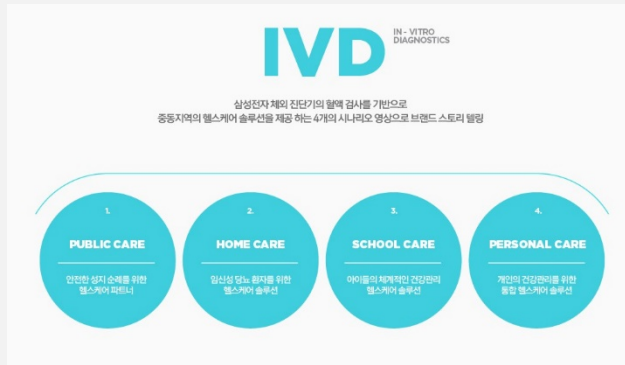 IVD
IN - VITRO
DIAGNOSTICS
삼성전자 체외 진단기의 혈액 검사를 기반으로
중동지역의 헬스케어 솔루션을 제공 하는 4개의 시나리오 영상으로 브랜드 스토리 텔링
1.
PUBLIC CARE
안전한 성지 순례를 위한
헬스케어 파트너
2.
HOME CARE
임신성 당뇨 환자를 위한
헬스케어 솔루션
3.
SCHOOL CARE
아이들의 체계적인 건강관리
헬스케어 솔루션
4.
PERSONAL CARE
개인의 건강관리를 위한
통합 헬스케어 솔루션